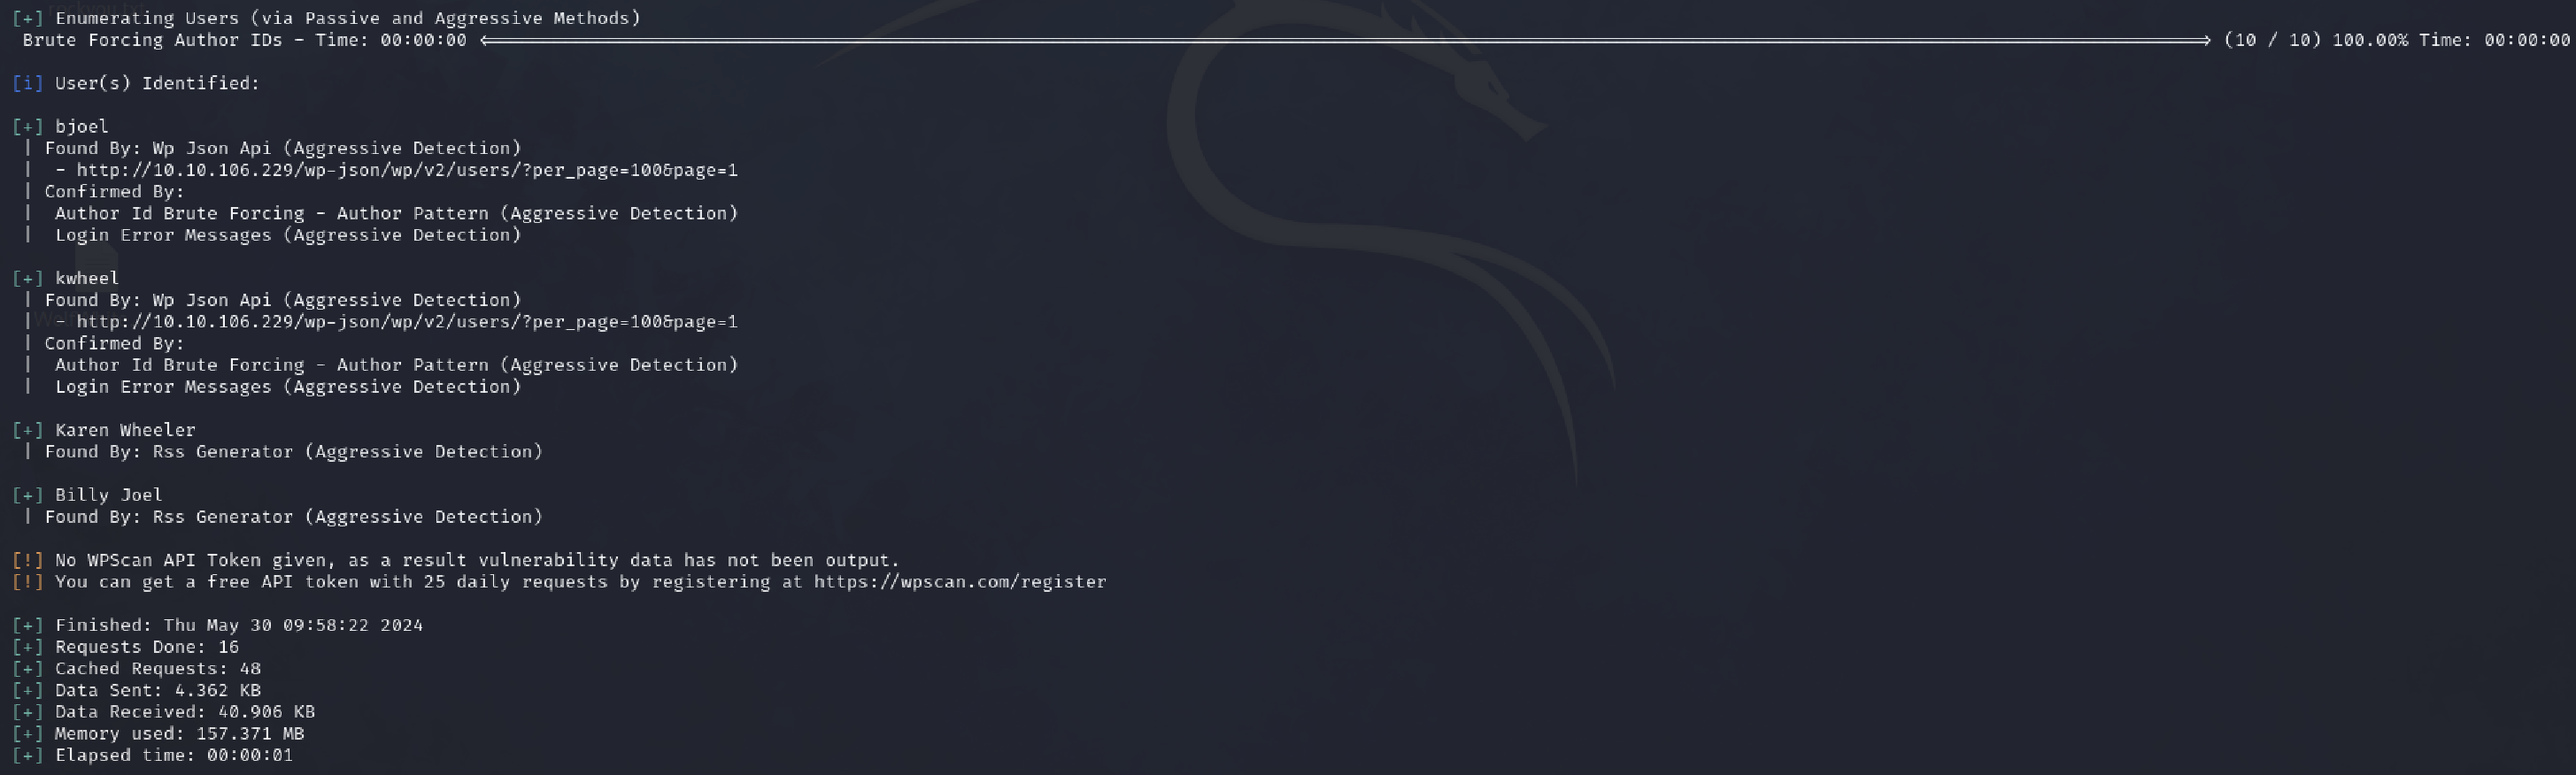 [+] Enumerating Users (via Passive and Aggressive Methods)
Brute Forcing Author IDs - Time: 00:00:00 <══════════════════════════════════════════════════════════════> (10 / 10) 100.00% Time: 00:00:00
[i] User(s) Identified:
[+] bjoel
| Found By: Wp Json Api (Aggressive Detection)
|  - http://10.10.106.229/wp-json/wp/v2/users/?per_page=100&page=1
| Confirmed By:
|  Author Id Brute Forcing - Author Pattern (Aggressive Detection)
|  Login Error Messages (Aggressive Detection)
[+] kwheel
| Found By: Wp Json Api (Aggressive Detection)
|  - http://10.10.106.229/wp-json/wp/v2/users/?per_page=100&page=1
| Confirmed By:
|  Author Id Brute Forcing - Author Pattern (Aggressive Detection)
|  Login Error Messages (Aggressive Detection)
[+] Karen Wheeler
| Found By: Rss Generator (Aggressive Detection)
[+] Billy Joel
| Found By: Rss Generator (Aggressive Detection)
[!] No WPScan API Token given, as a result vulnerability data has not been output.
[!] You can get a free API token with 25 daily requests by registering at https://wpscan.com/register
[+] Finished: Thu May 30 09:58:22 2024
[+] Requests Done: 16
[+] Cached Requests: 48
[+] Data Sent: 4.362 KB
[+] Data Received: 40.906 KB
[+] Memory used: 157.371 MB
[+] Elapsed time: 00:00:01